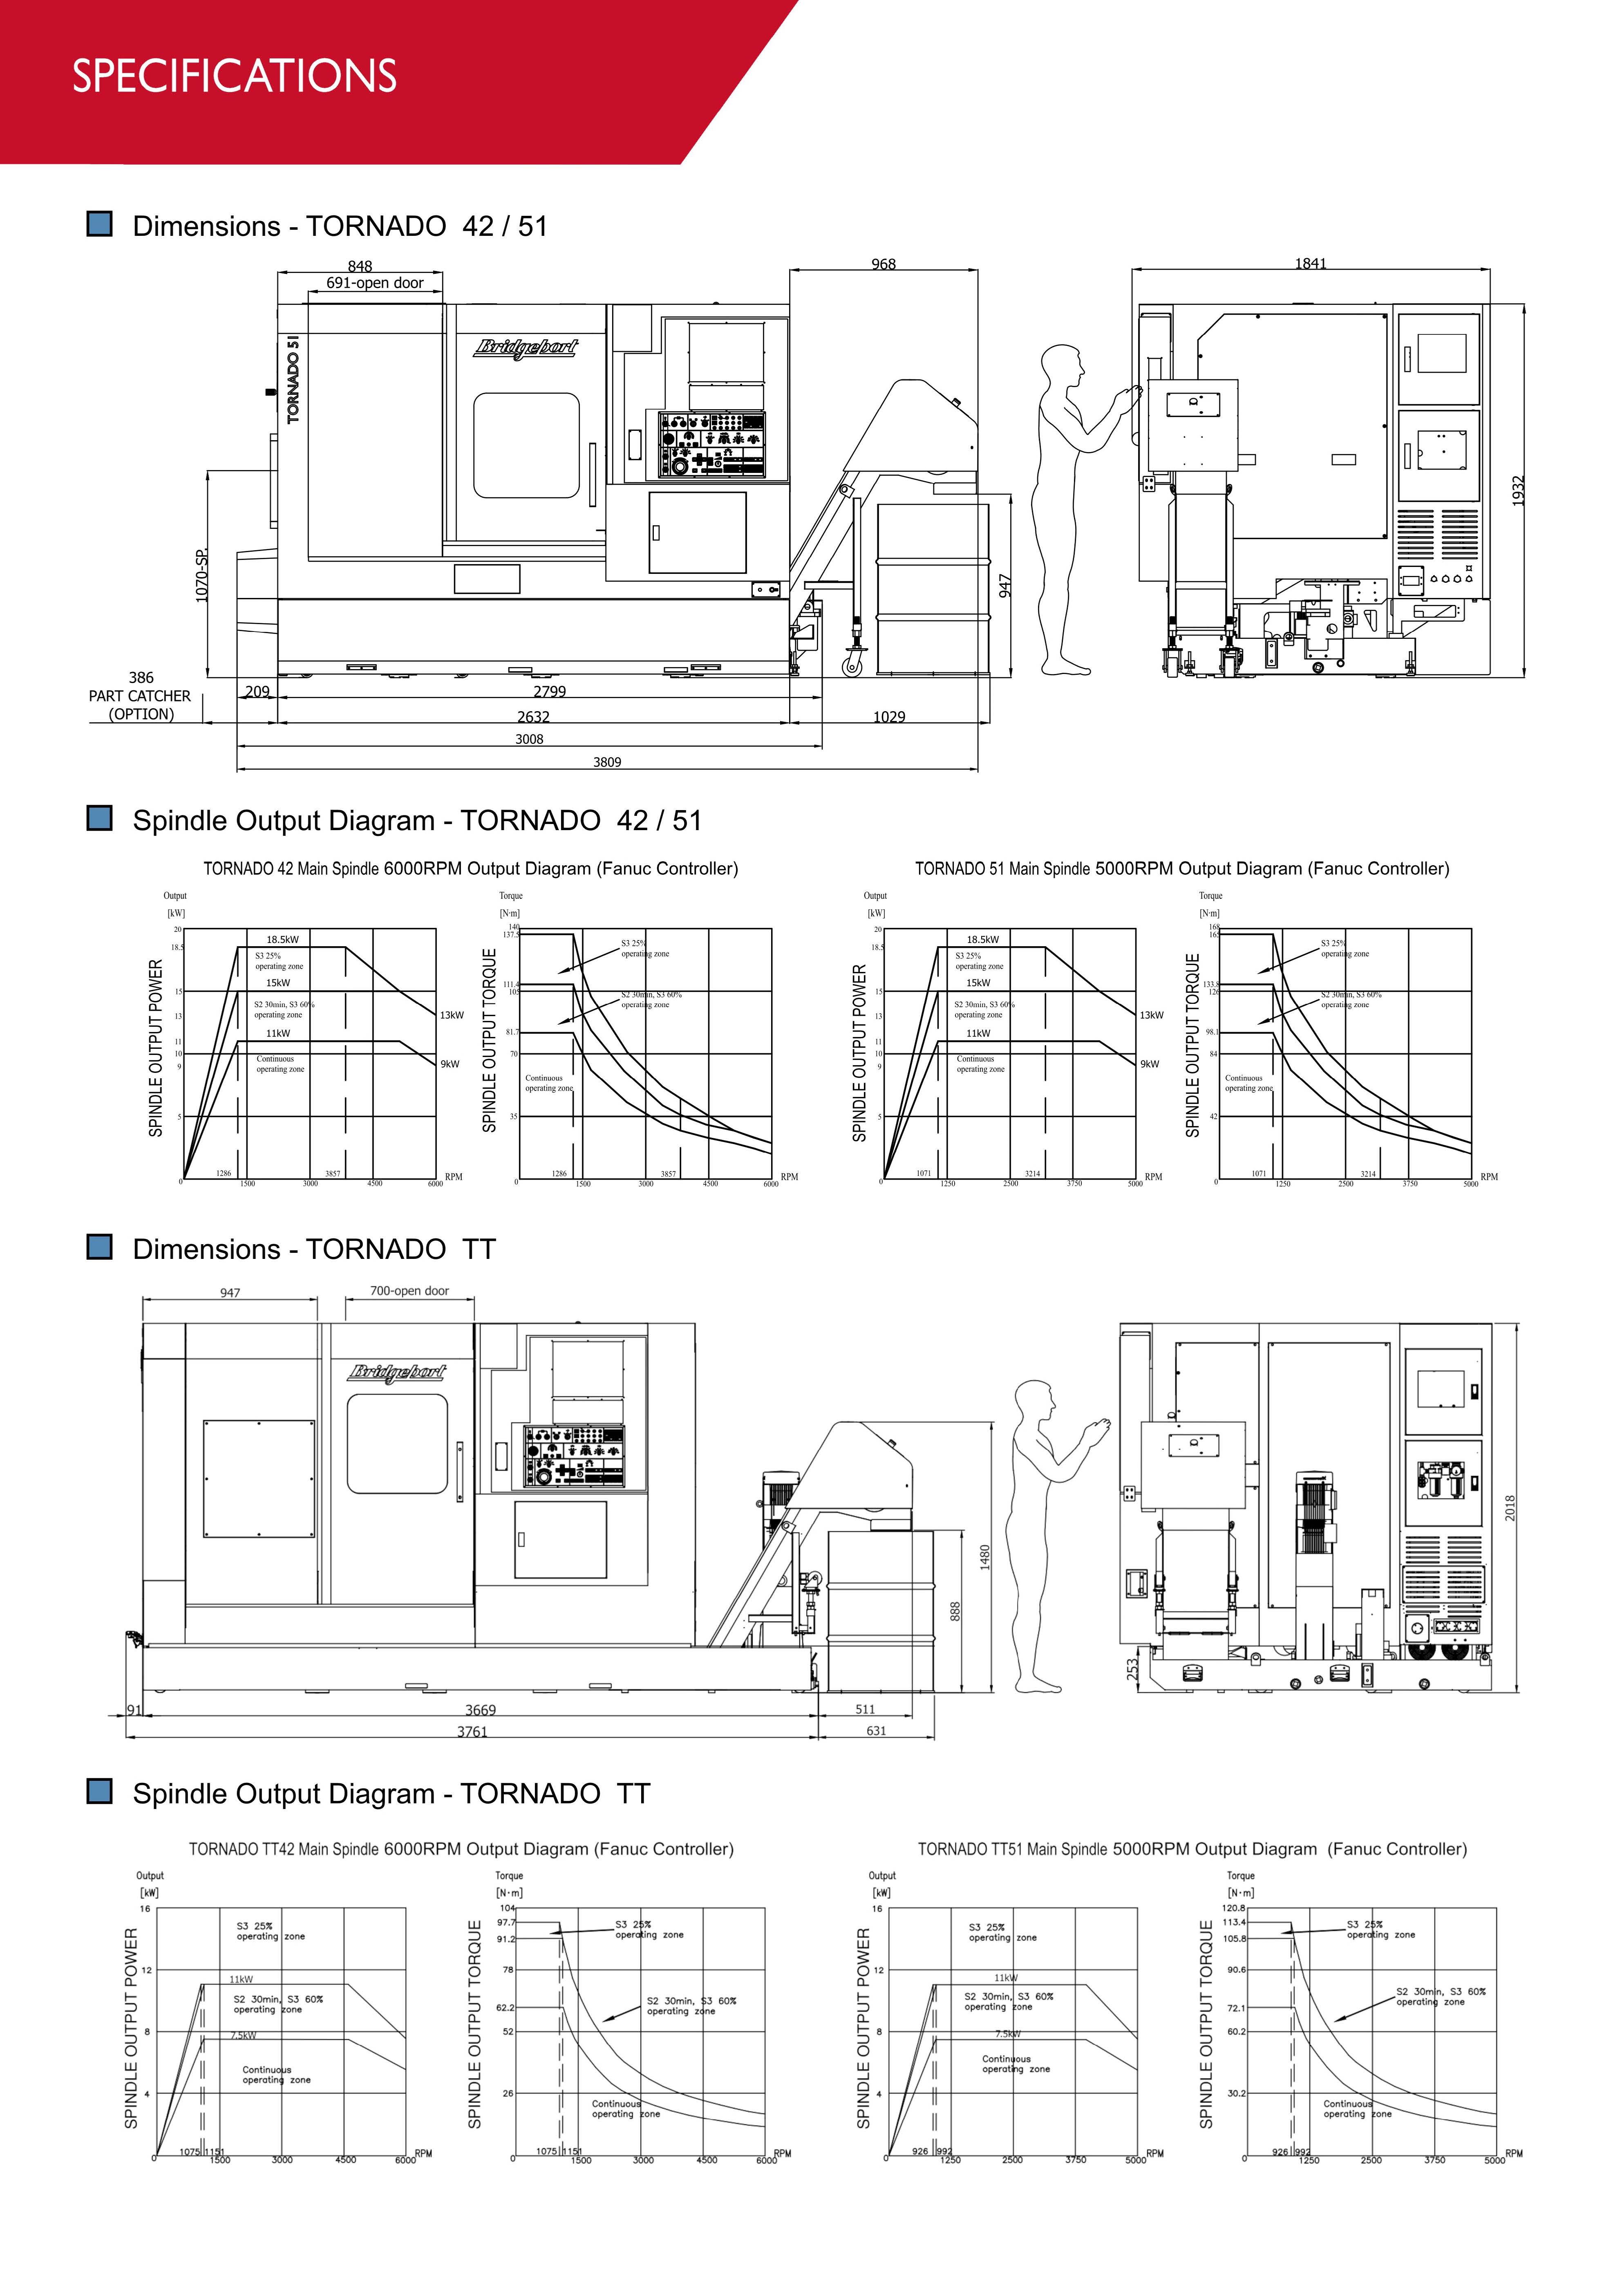 SPECIFICATIONS
Dimensions - TORNADO 42 / 51
848
691-open door
968
1841
TORNADO 51
Bridgeport
1070-SP.
947
1932
386
PART CATCHER
(OPTION)
209
2799
2632
1029
3008
3809
Spindle Output Diagram - TORNADO 42 / 51
TORNADO 42 Main Spindle 6000RPM Output Diagram (Fanuc Controller)
Output
[kW]
SPINDLE OUTPUT POWER
20
18.5
15
13
11
10
9
5
0
18.5kW
S3 25%
operating zone
15kW
S2 30min, S3 60%
operating zone
11kW
Continuous
operating zone
13kW
9kW
1286
3857
RPM
1500
3000
4500
6000
Torque
[N·m]
SPINDLE OUTPUT TORQUE
140
137.5
111.4
105
81.7
70
35
0
S3 25%
operating zone
S2 30min, S3 60%
operating zone
Continuous
operating zone
1286
3857
RPM
1500
3000
4500
6000
TORNADO 51 Main Spindle 5000RPM Output Diagram (Fanuc Controller)
Output
[kW]
SPINDLE OUTPUT POWER
20
18.5
15
13
11
10
9
5
0
18.5kW
S3 25%
operating zone
15kW
S2 30min, S3 60%
operating zone
11kW
Continuous
operating zone
13kW
9kW
1071
3214
RPM
1250
2500
3750
5000
Torque
[N·m]
SPINDLE OUTPUT TORQUE
168
165
133.8
126
98.1
84
42
0
S3 25%
operating zone
S2 30min, S3 60%
operating zone
Continuous
operating zone
1071
3214
RPM
1250
2500
3750
5000
Dimensions - TORNADO TT
947
700-open door
Bridgeport
1480
888
2018
253
91
3669
511
3761
631
Spindle Output Diagram - TORNADO TT
TORNADO TT42 Main Spindle 6000RPM Output Diagram (Fanuc Controller)
Output
[kW]
SPINDLE OUTPUT POWER
16
12
8
4
0
S3 25%
operating zone
11kW
S2 30min, S3 60%
operating zone
7.5kW
Continuous
operating zone
1075
1151
RPM
1500
3000
4500
6000
Torque
[N·m]
SPINDLE OUTPUT TORQUE
104
97.7
91.2
78
62.2
52
26
0
S3 25%
operating zone
S2 30min, S3 60%
operating zone
Continuous
operating zone
1075
1151
RPM
1500
3000
4500
6000
TORNADO TT51 Main Spindle 5000RPM Output Diagram (Fanuc Controller)
Output
[kW]
SPINDLE OUTPUT POWER
16
12
8
4
0
S3 25%
operating zone
11kW
S2 30min, S3 60%
operating zone
7.5kW
Continuous
operating zone
926
992
RPM
1250
2500
3750
5000
Torque
[N·m]
SPINDLE OUTPUT TORQUE
120.8
113.4
105.8
90.6
72.1
60.2
30.2
0
S3 25%
operating zone
S2 30min, S3 60%
operating zone
Continuous
operating zone
926
992
RPM
1250
2500
3750
5000